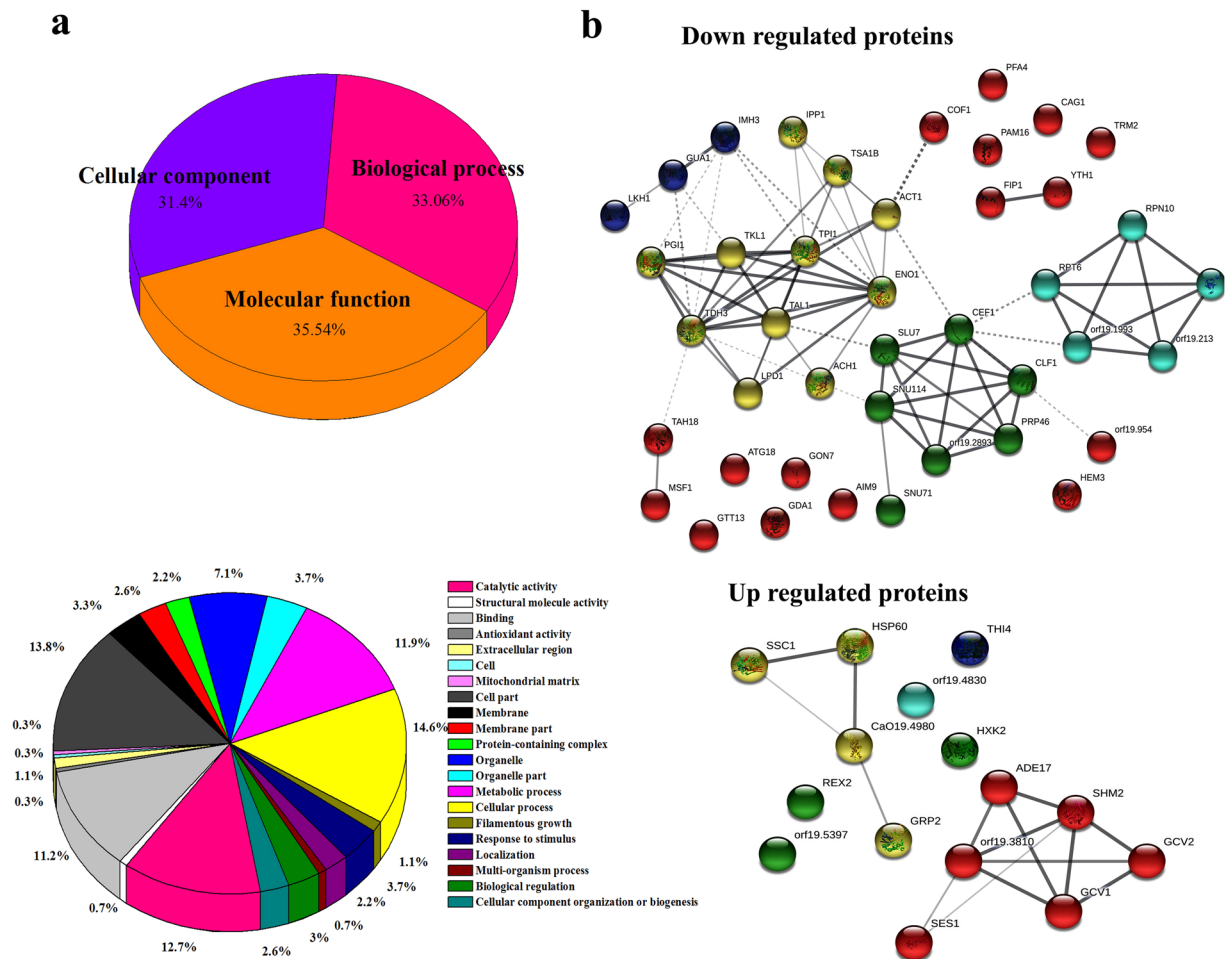 a
Cellular component
31.4%
Biological process
33.06%
Molecular function
35.54%
3.3%
2.6%
2.2%
7.1%
3.7%
11.9%
14.6%
1.1%
3.7%
2.2%
0.7%
3%
2.6%
12.7%
0.7%
11.2%
0.3%
1.1%
0.3%
0.3%
13.8%
Catalytic activity
Structural molecule activity
Binding
Antioxidant activity
Extracellular region
Cell
Mitochondrial matrix
Cell part
Membrane
Membrane part
Protein-containing complex
Organelle
Organelle part
Metabolic process
Cellular process
Filamentous growth
Response to stimulus
Localization
Multi-organism process
Biological regulation
Cellular component organization or biogenesis
b
Down regulated proteins
PFA4
CAG1
COF1
PAM16
TRM2
IMH3
IPP1
GUA1
TSA1B
FIP1
YTH1
LKH1
ACT1
RPN10
TKL1
TPI1
PGI1
ENO1
RPT6
TDH3
TAL1
CEF1
SLU7
orf19.1993
orf19.213
LPD1
ACH1
CLF1
SNU114
PRP46
orf19.2893
orf19.954
TAH18
ATG18
GON7
MSF1
AIM9
SNU71
HEM3
GTT13
GDA1
Up regulated proteins
SSC1
HSP60
THI4
orf19.4830
CaO19.4980
HXK2
REX2
ADE17
SHM2
GRP2
orf19.5397
orf19.3810
GCV2
GCV1
SES1